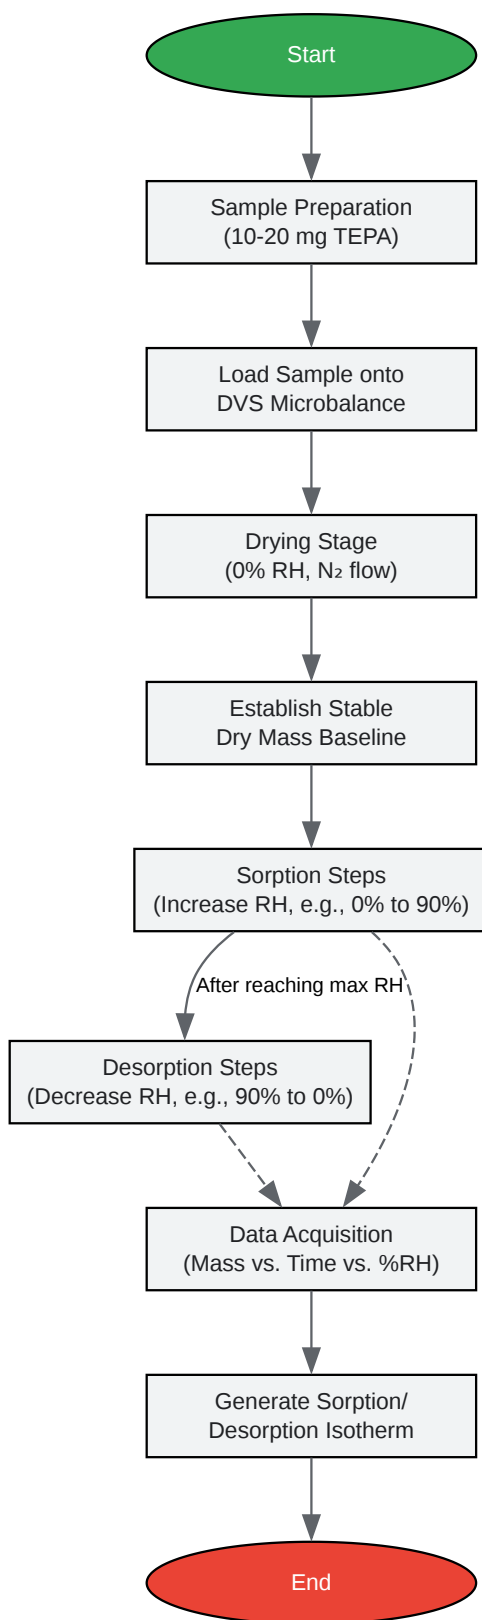 Start
Sample Preparation
(10-20 mg TEPA)
Load Sample onto
DVS Microbalance
Drying Stage
(0% RH, N₂ flow)
Establish Stable
Dry Mass Baseline
Sorption Steps
(Increase RH, e.g., 0% to 90%)
After reaching max RH
Desorption Steps
(Decrease RH, e.g., 90% to 0%)
Data Acquisition
(Mass vs. Time vs. %RH)
Generate Sorption/
Desorption Isotherm
End